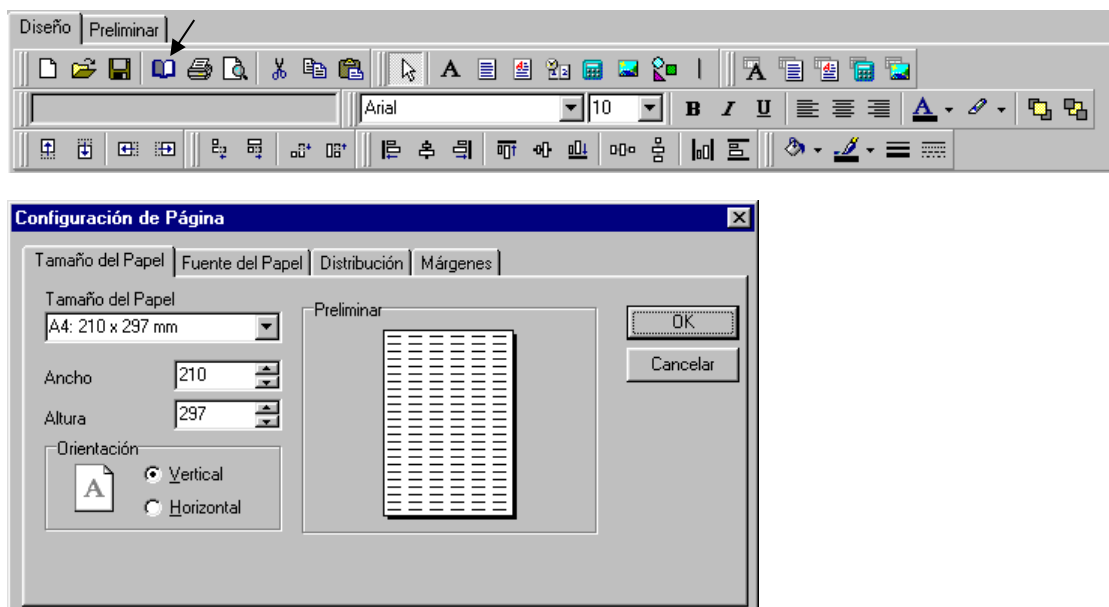 Diseño Preliminar
A
A
Arial 10 B I U A
Configuración de Página
Tamaño del Papel Fuente del Papel Distribución Márgenes
Tamaño del Papel
A4: 210 x 297 mm
Preliminar
OK
Cancelar
Ancho 210
Altura 297
Orientación
A
Vertical
Horizontal